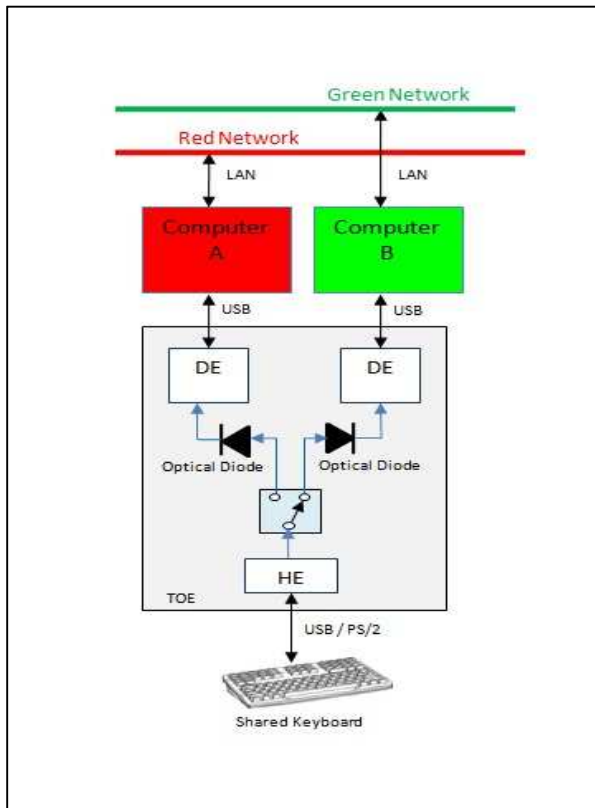 Green Network
Red Network
LAN
LAN
Computer
A
Computer
B
USB
USB
DE
DE
Optical Diode
Optical Diode
HE
TOE
USB / PS/2
Shared Keyboard